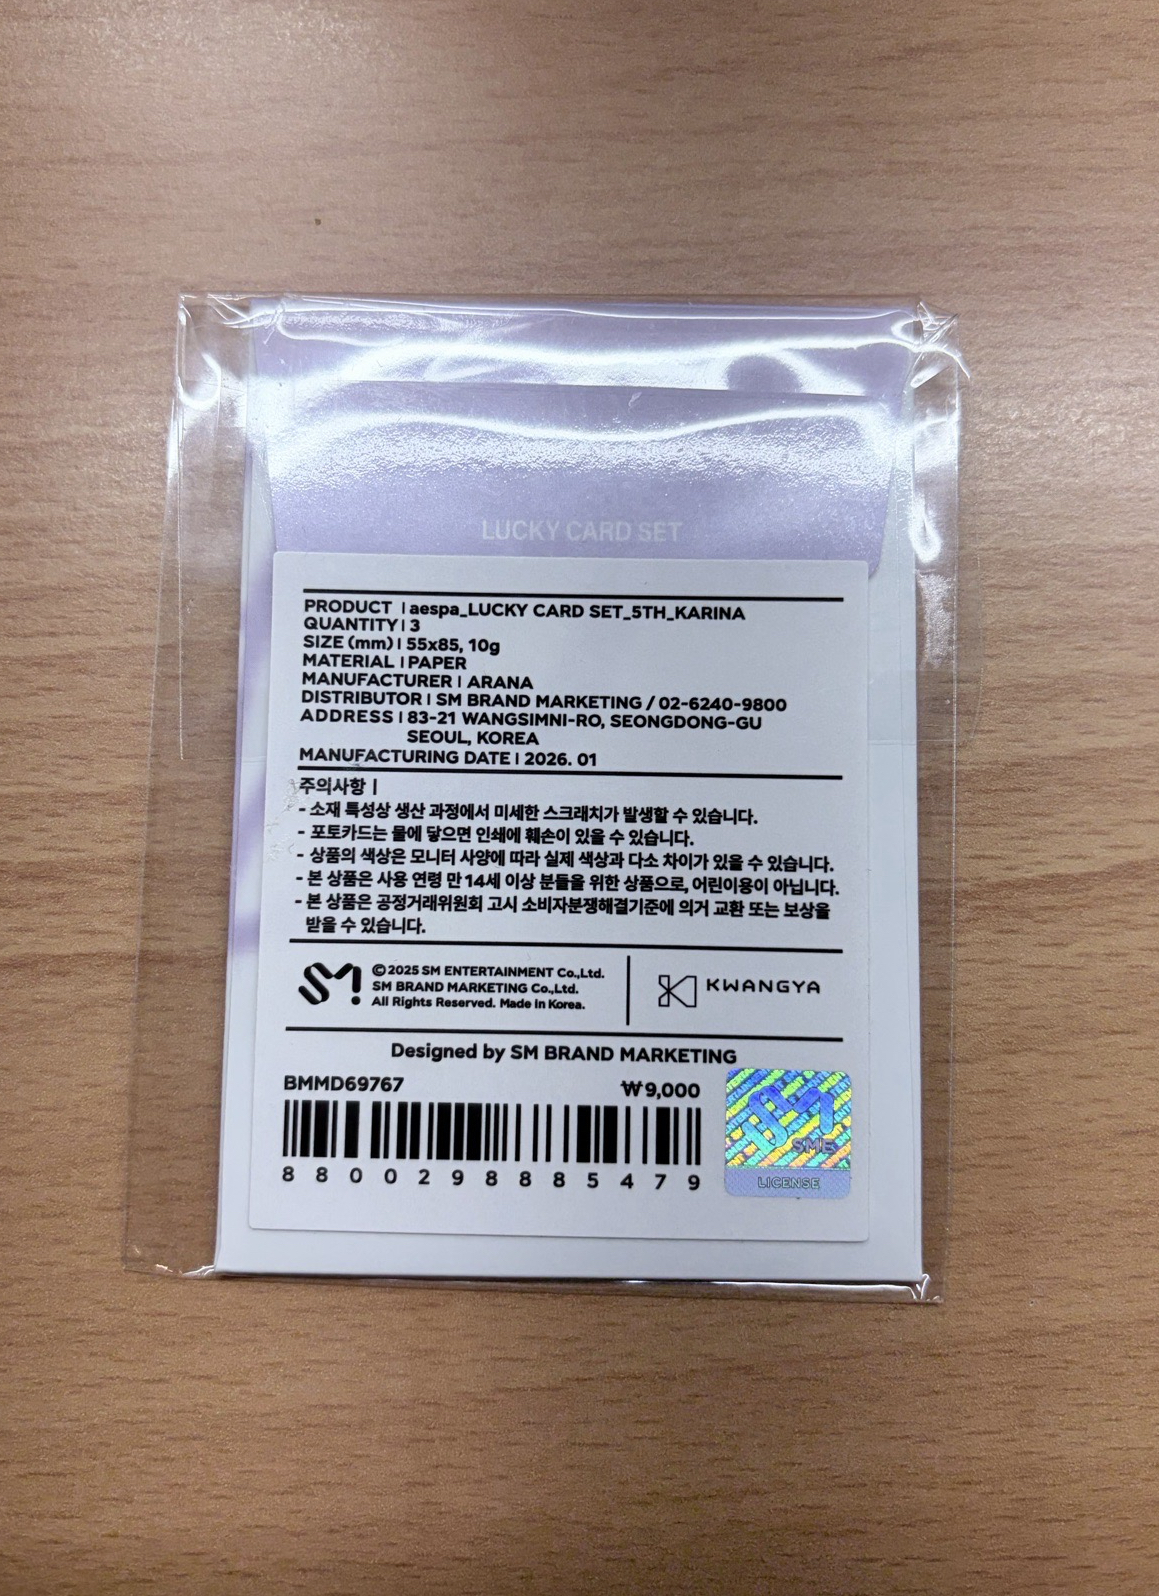 LUCKY CARD SET
PRODUCT | aespa_LUCKY CARD SET_5TH_KARINA
QUANTITY | 3
SIZE (mm) | 55x85, 10g
MATERIAL | PAPER
MANUFACTURER | ARANA
DISTRIBUTOR | SM BRAND MARKETING / 02-6240-9800
ADDRESS | 83-21 WANGSIMNI-RO, SEONGDONG-GU
SEOUL, KOREA
MANUFACTURING DATE | 2026. 01
주의사항 |
- 소재 특성상 생산 과정에서 미세한 스크래치가 발생할 수 있습니다.
- 포토카드는 물에 닿으면 인쇄에 훼손이 있을 수 있습니다.
- 상품의 색상은 모니터 사양에 따라 실제 색상과 다소 차이가 있을 수 있습니다.
- 본 상품은 사용 연령 만 14세 이상 분들을 위한 상품으로, 어린이용이 아닙니다.
- 본 상품은 공정거래위원회 고시 소비자분쟁해결기준에 의거 교환 또는 보상을
받을 수 있습니다.
SM
©2025 SM ENTERTAINMENT Co.,Ltd.
SM BRAND MARKETING Co.,Ltd.
All Rights Reserved. Made in Korea.
KWANGYA
Designed by SM BRAND MARKETING
BMMD69767
₩9,000
8800298885479
SM
SME
LICENSE